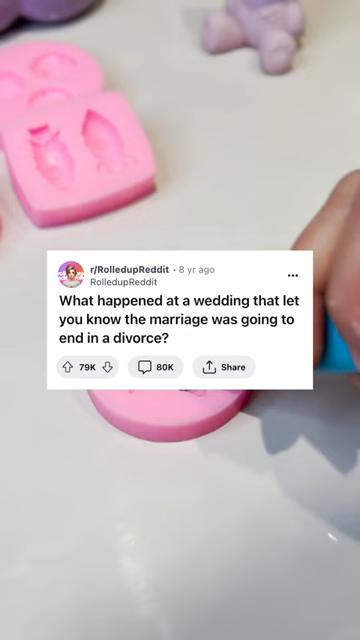 r/RolledupReddit · 8 yr ago
RolledupReddit
What happened at a wedding that let
you know the marriage was going to
end in a divorce?
79K 80K Share